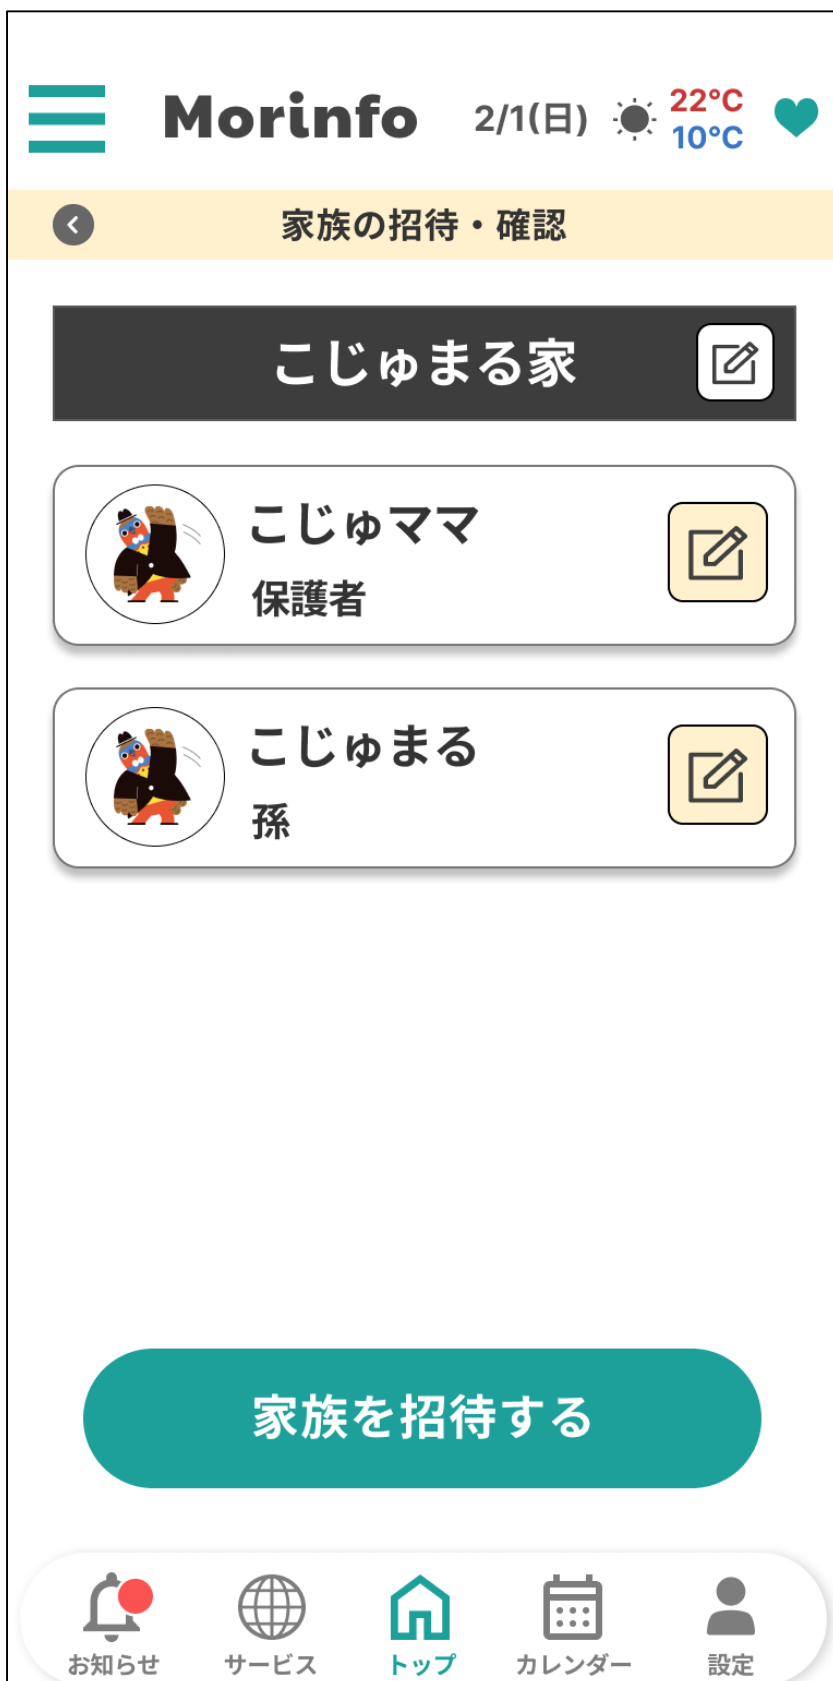 Morinfo 2/1(日) 22°C
10°C
家族の招待・確認
こじゅまる家
こじゅママ
保護者
こじゅまる
孫
家族を招待する
お知らせ サービス トップ カレンダー 設定